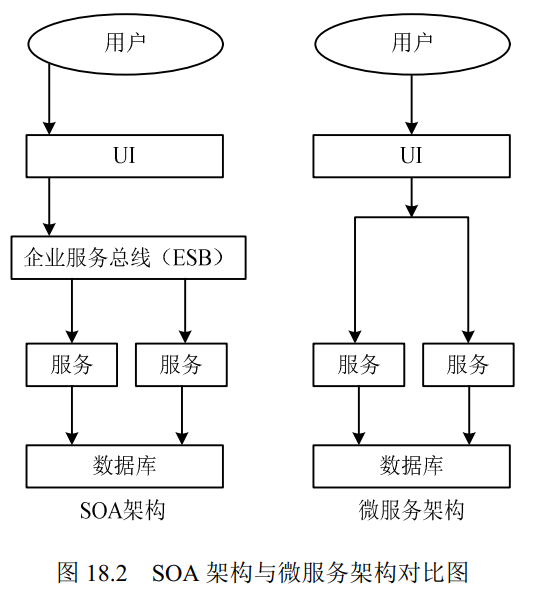 用户
用户
UI
UI
企业服务总线（ESB）
服务
服务
服务
服务
数据库
数据库
SOA架构
微服务架构
图 18.2 SOA 架构与微服务架构对比图